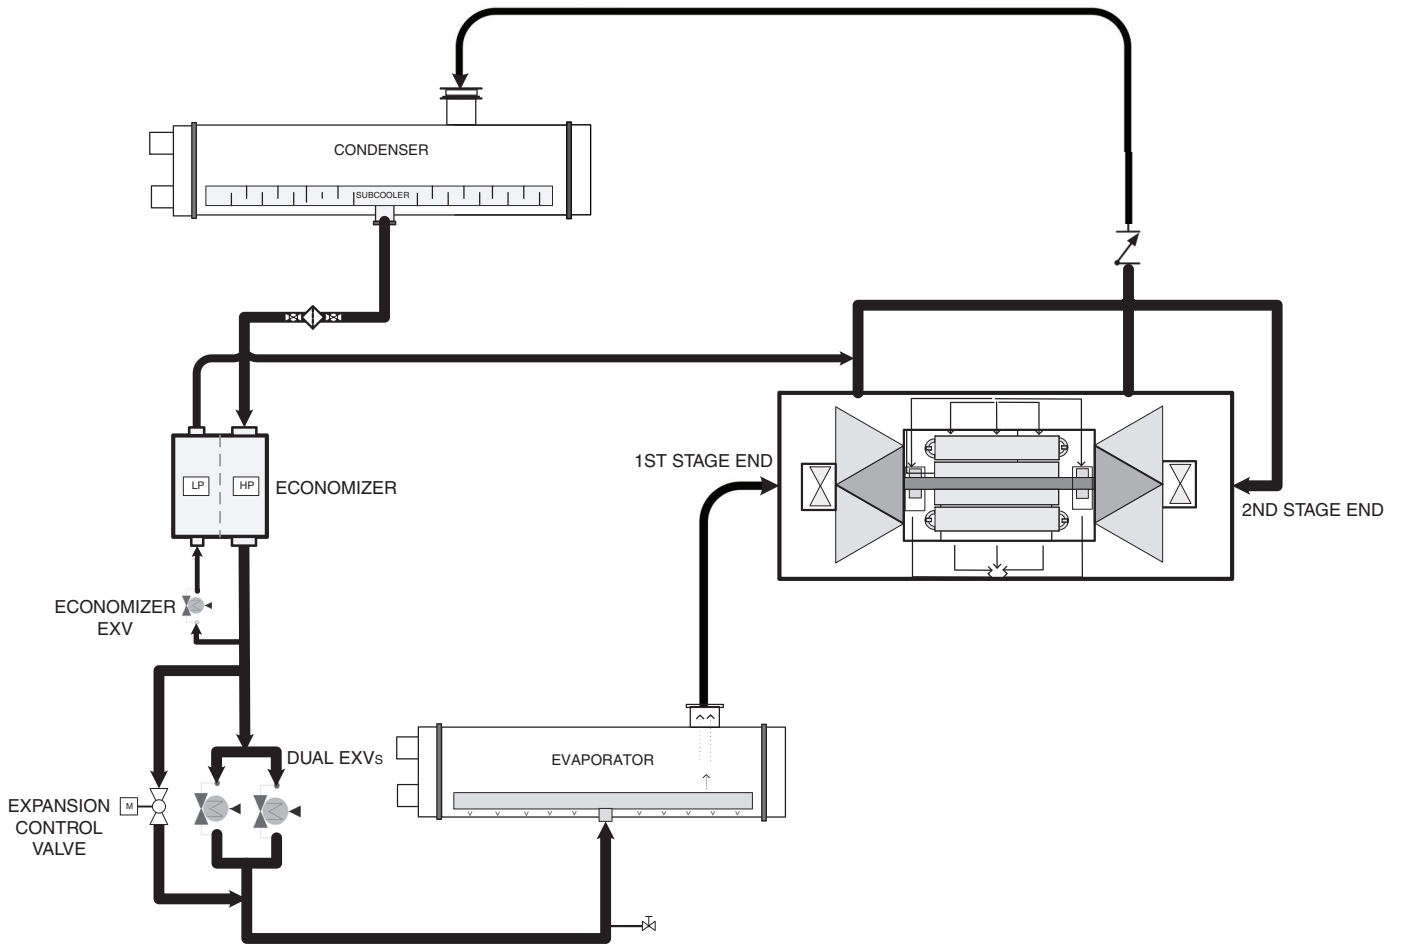 CONDENSER
SUBCOOLER
1ST STAGE END
LP
HP
ECONOMIZER
2ND STAGE END
ECONOMIZER
EXV
DUAL EXVs
EVAPORATOR
EXPANSION
CONTROL
VALVE
M